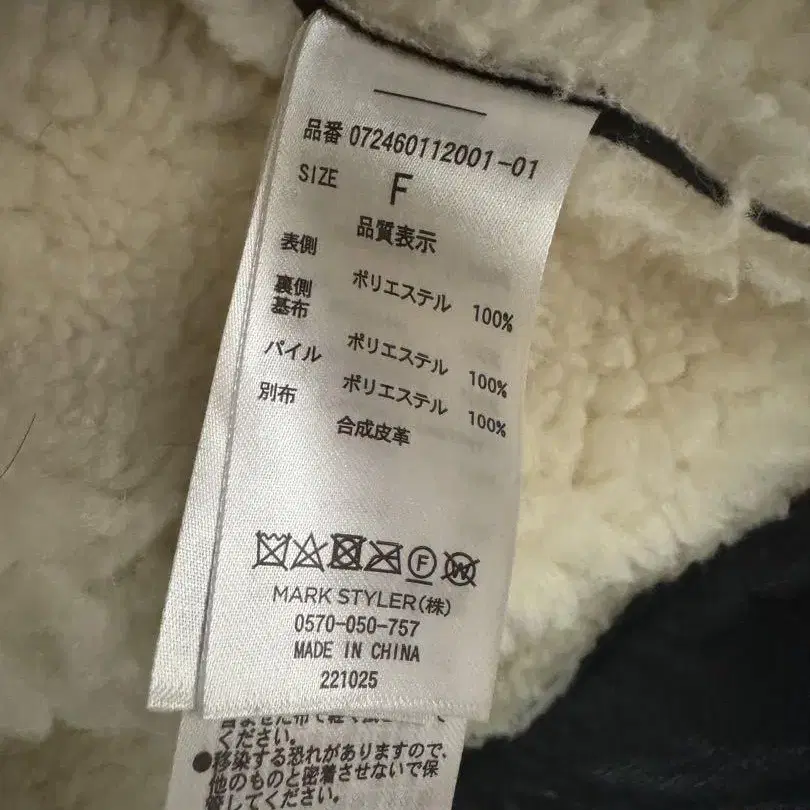 品番 072460112001-01
SIZE F
品質表示
表側
ポリエステル 100%
裏側
基布
ポリエステル 100%
パイル
ポリエステル 100%
別布
合成皮革
F
W
MARK STYLER(株)
0570-050-757
MADE IN CHINA
221025
ください。
●移染する恐れがありますので、
他のものと密着させないで保
管してください。